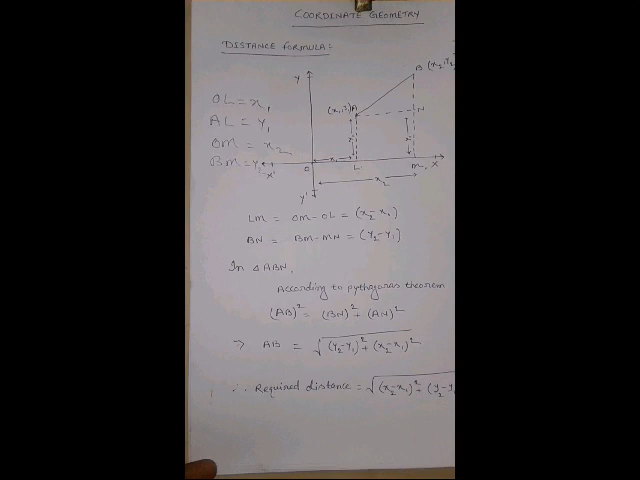 COORDINATE GEOMETRY
DISTANCE FORMULA:
Y
B (x₂, Y₂
(x₁, Y₁) A
N
OL = x₁
AL = Y₁
OM = x₂
BM = Y₂
X' O L M X
x₁
x₂
Y'
LM = OM - OL = (x₂ - x₁)
BN = BM - MN = (Y₂ - Y₁)
In △ ABN,
According to pythagoras theorem
(AB)² = (BN)² + (AN)²
⇒ AB = √(Y₂ - Y₁)² + (x₂ - x₁)²
∴ Required distance = √(x₂ - x₁)² + (y₂ - y₁